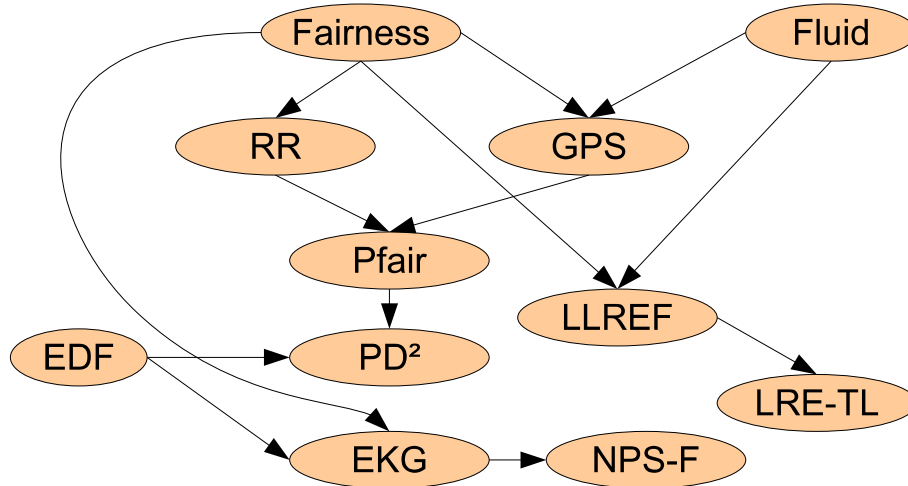 Fairness
Fluid
RR
GPS
Pfair
LLREF
EDF
PD²
LRE-TL
EKG
NPS-F